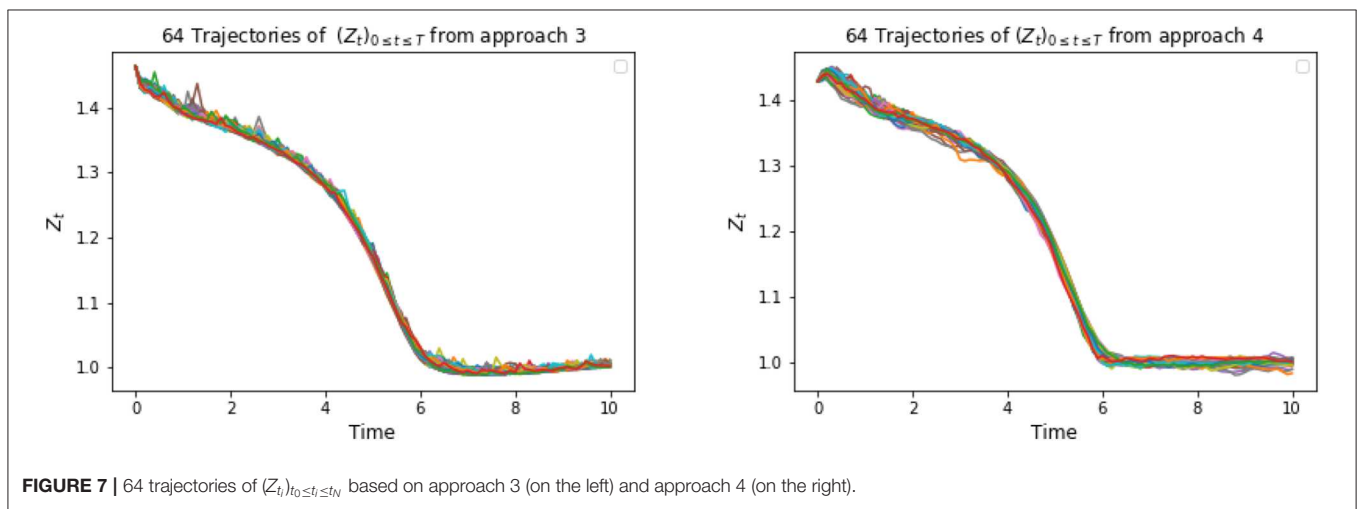 64 Trajectories of (Z_t)_{0≤t≤T} from approach 3
Z_t
1.4
1.3
1.2
1.1
1.0
0 2 4 6 8 10
Time
64 Trajectories of (Z_t)_{0≤t≤T} from approach 4
Z_t
1.4
1.3
1.2
1.1
1.0
0 2 4 6 8 10
Time
FIGURE 7 | 64 trajectories of (Z_{t_i})_{t_0≤t_i≤t_N} based on approach 3 (on the left) and approach 4 (on the right).